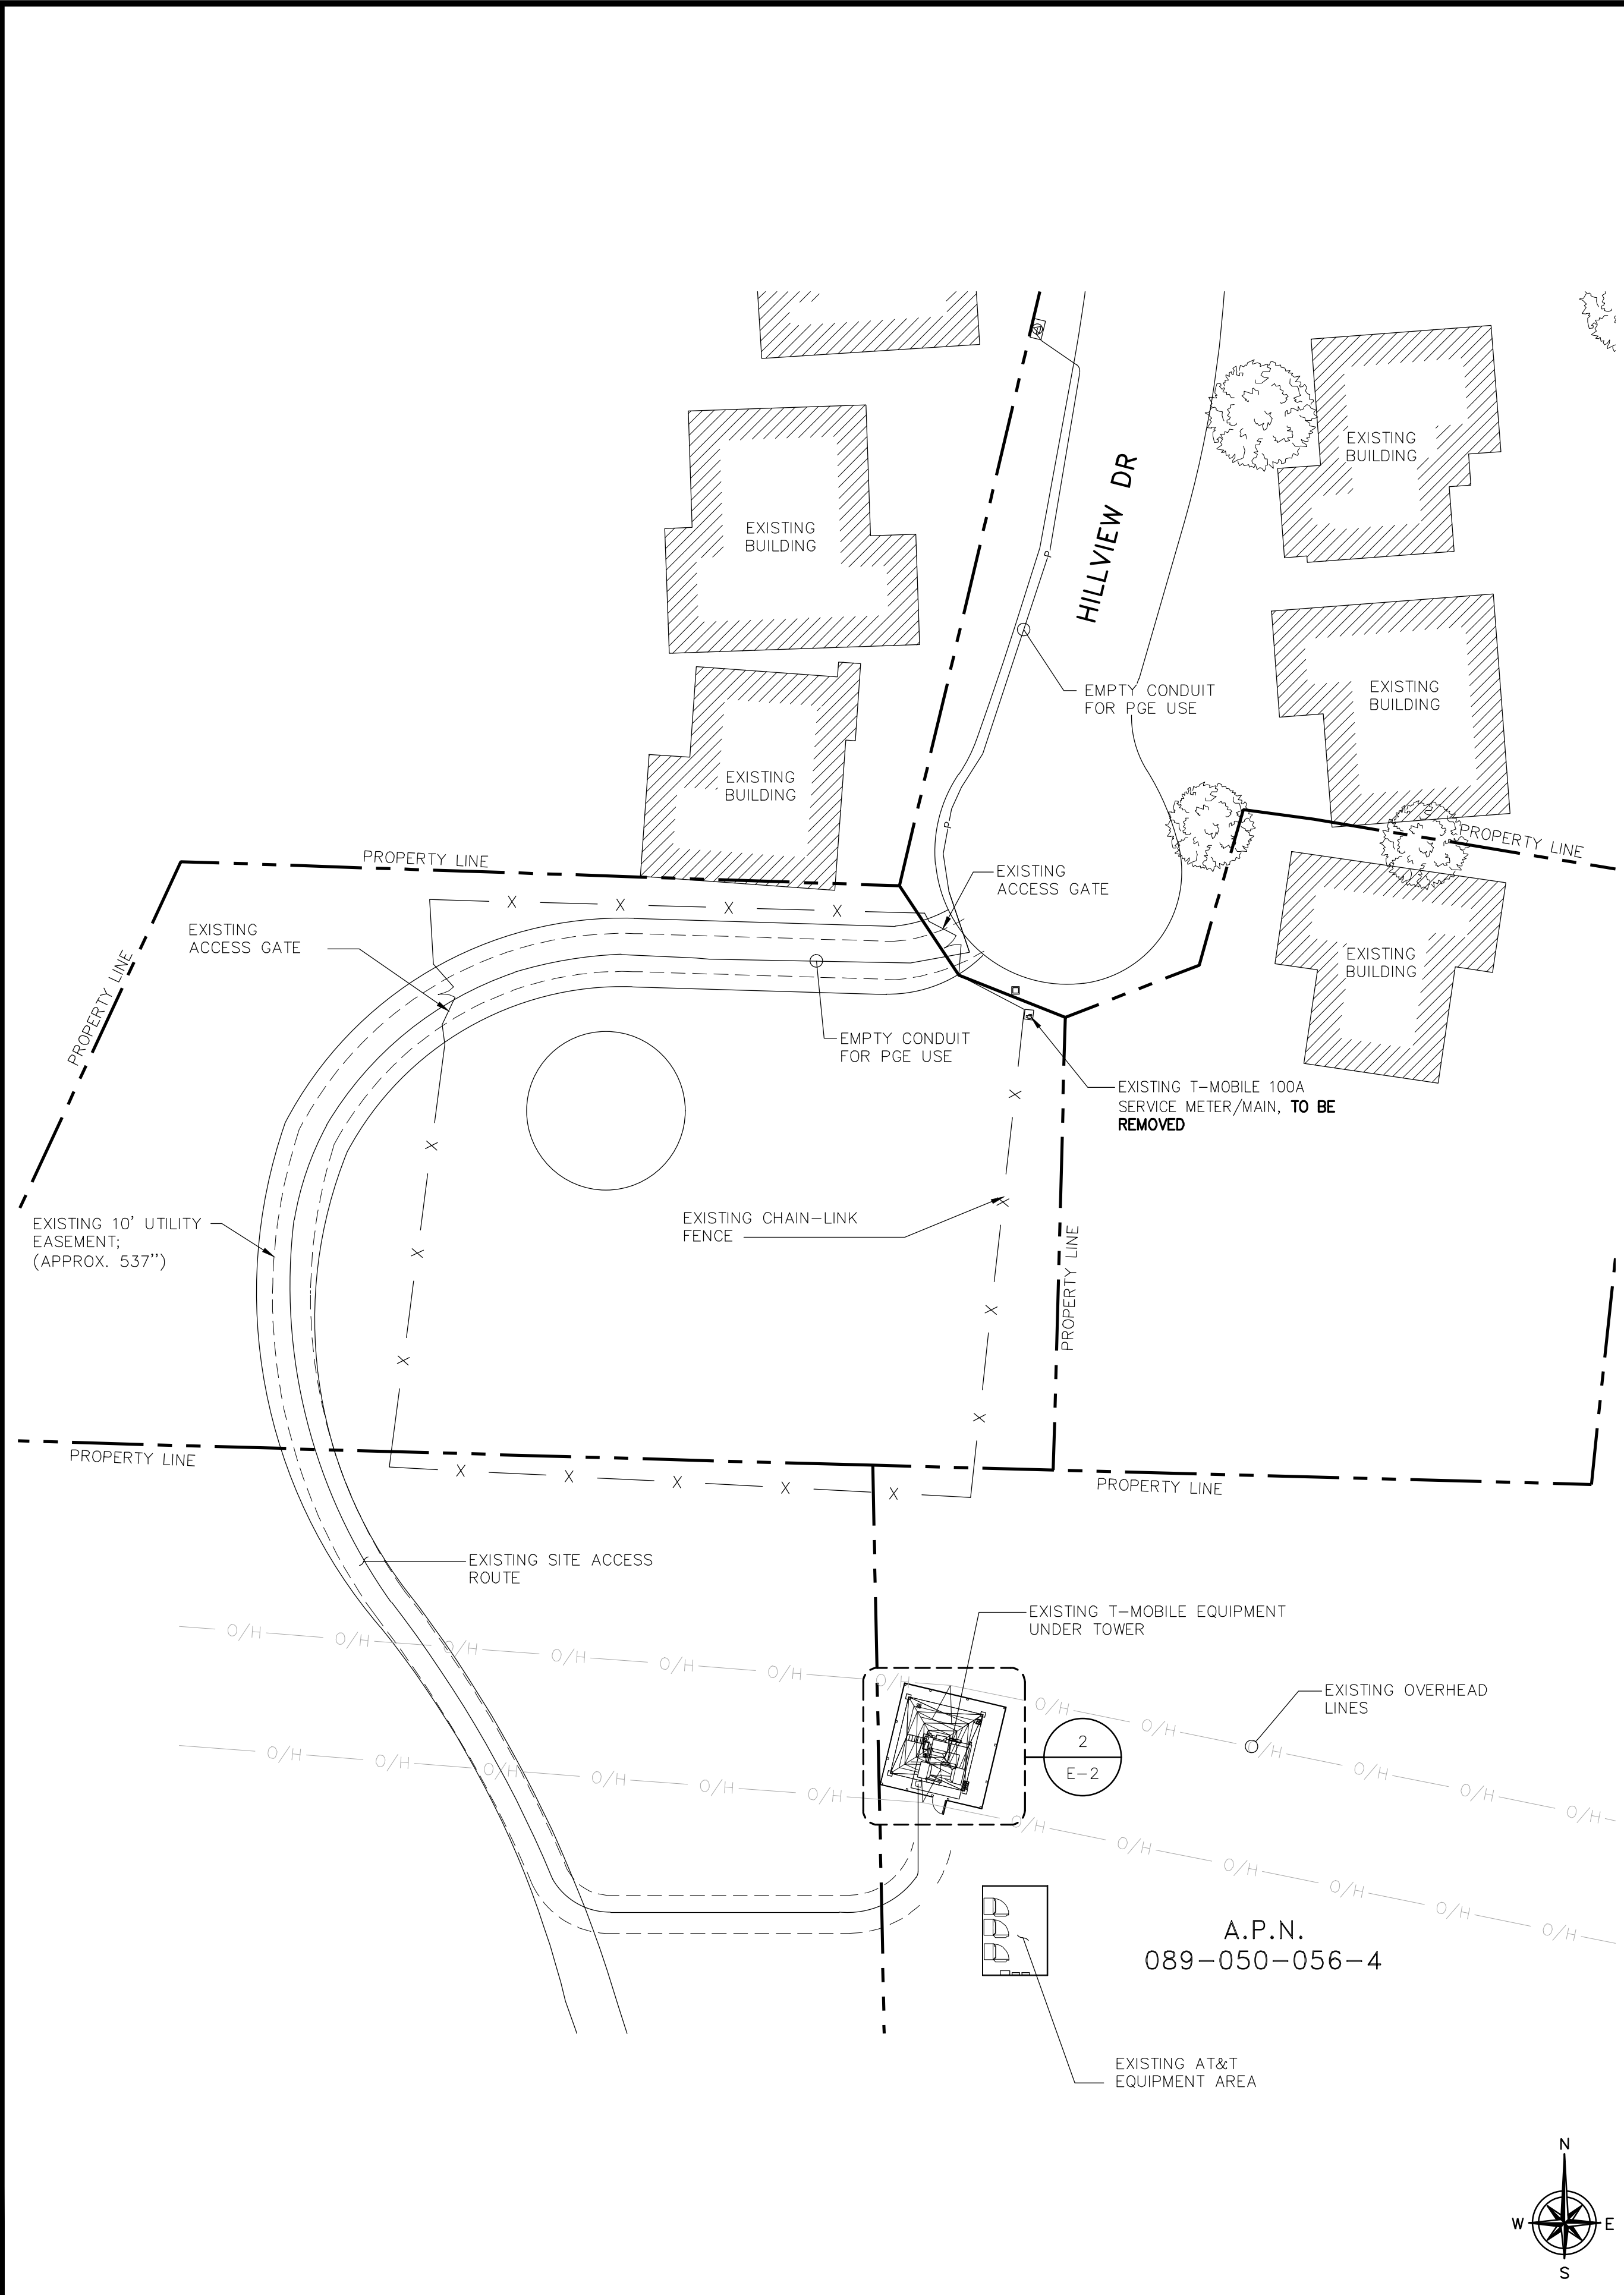 EXISTING
BUILDING
EXISTING
BUILDING
HILLVIEW DR
P
EMPTY CONDUIT
FOR PGE USE
EXISTING
BUILDING
EXISTING
BUILDING
P
PROPERTY LINE
PROPERTY LINE
EXISTING
ACCESS GATE
X X X X
EXISTING
ACCESS GATE
EXISTING
BUILDING
PROPERTY LINE
EMPTY CONDUIT
FOR PGE USE
EXISTING T-MOBILE 100A
SERVICE METER/MAIN, TO BE
REMOVED
X
X
X
EXISTING 10' UTILITY
EASEMENT;
(APPROX. 537'')
EXISTING CHAIN-LINK
FENCE
PROPERTY LINE
X
X
X
X
PROPERTY LINE
X X X X X
PROPERTY LINE
EXISTING SITE ACCESS
ROUTE
EXISTING T-MOBILE EQUIPMENT
UNDER TOWER
O/H O/H O/H O/H O/H O/H O/H O/H O/H O/H O/H O/H O/H
EXISTING OVERHEAD
LINES
2
E-2
O/H O/H O/H O/H O/H O/H O/H O/H O/H O/H O/H O/H
A.P.N.
089-050-056-4
EXISTING AT&T
EQUIPMENT AREA
N
W E
S